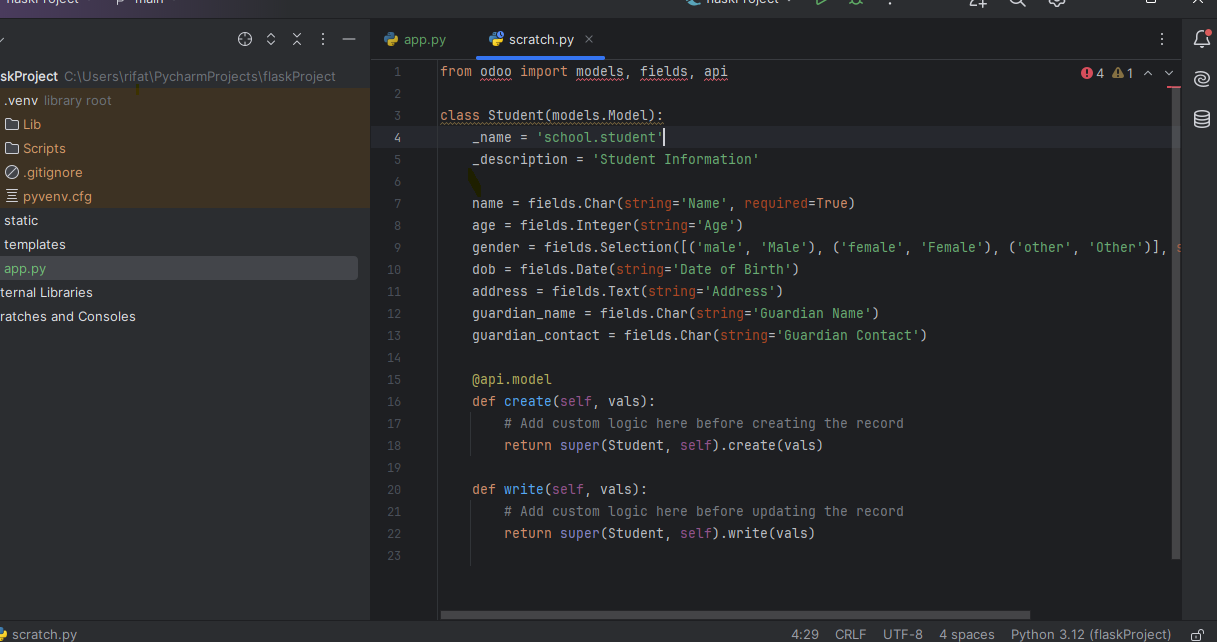 main
app.py
scratch.py
skProject C:\Users\rifat\PycharmProjects\flaskProject
.venv library root
Lib
Scripts
.gitignore
pyvenv.cfg
static
templates
app.py
ternal Libraries
ratches and Consoles
4 1
1 from odoo import models, fields, api
2
3 class Student(models.Model):
4 _name = 'school.student'
5 _description = 'Student Information'
6
7 name = fields.Char(string='Name', required=True)
8 age = fields.Integer(string='Age')
9 gender = fields.Selection([('male', 'Male'), ('female', 'Female'), ('other', 'Other')], s
10 dob = fields.Date(string='Date of Birth')
11 address = fields.Text(string='Address')
12 guardian_name = fields.Char(string='Guardian Name')
13 guardian_contact = fields.Char(string='Guardian Contact')
14
15 @api.model
16 def create(self, vals):
17 # Add custom logic here before creating the record
18 return super(Student, self).create(vals)
19
20 def write(self, vals):
21 # Add custom logic here before updating the record
22 return super(Student, self).write(vals)
23
scratch.py
4:29 CRLF UTF-8 4 spaces Python 3.12 (flaskProject)